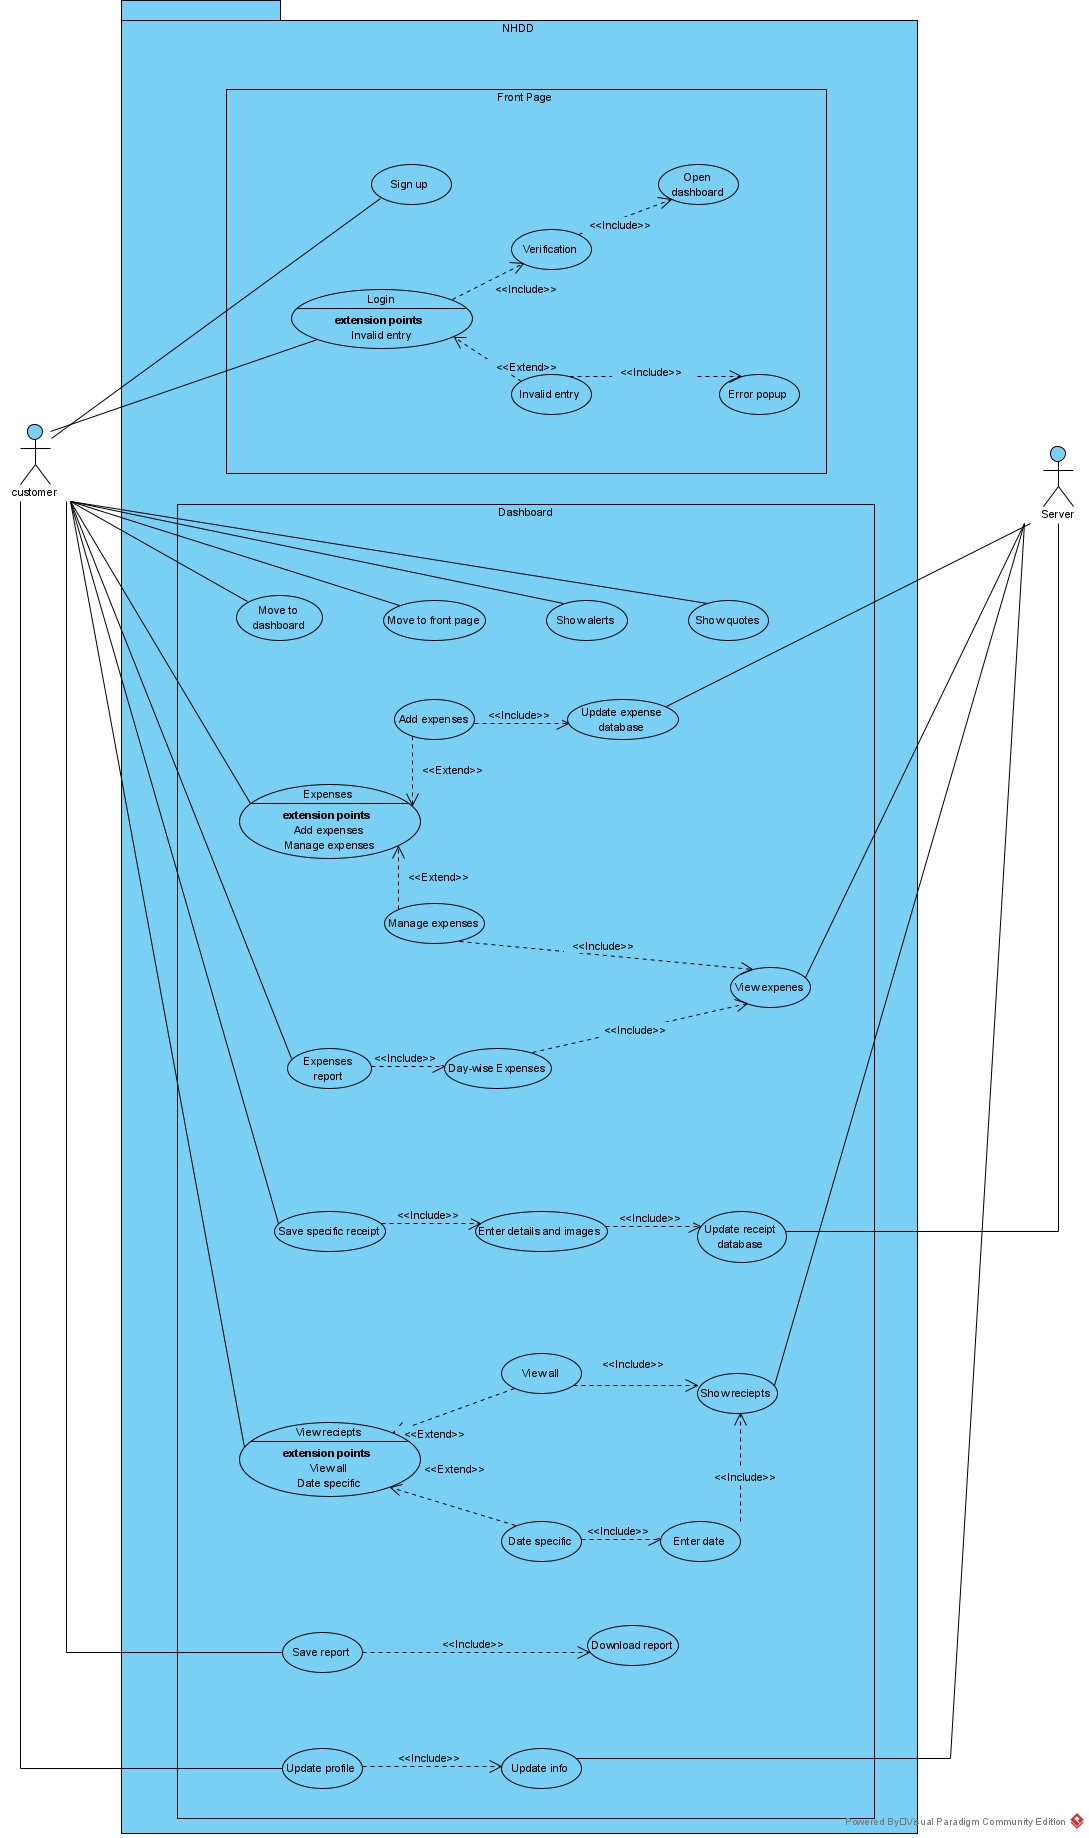 NHDD
Front Page
Sign up
Open
dashboard
<<Include>>
Verification
<<Include>>
Login
extension points
Invalid entry
<<Extend>>
<<Include>>
Invalid entry
Error popup
customer
Server
Dashboard
Move to
dashboard
Move to front page
Show alerts
Show quotes
Add expenses
<<Include>>
Update expense
database
<<Extend>>
Expenses
extension points
Add expenses
Manage expenses
<<Extend>>
Manage expenses
<<Include>>
View expenes
<<Include>>
Expenses
report
<<Include>>
Day-wise Expenses
Save specific receipt
<<Include>>
Enter details and images
<<Include>>
Update receipt
database
View all
<<Include>>
Show reciepts
<<Extend>>
View reciepts
extension points
View all
Date specific
<<Extend>>
<<Include>>
Date specific
<<Include>>
Enter date
Save report
<<Include>>
Download report
Update profile
<<Include>>
Update info
Powered By Visual Paradigm Community Edition